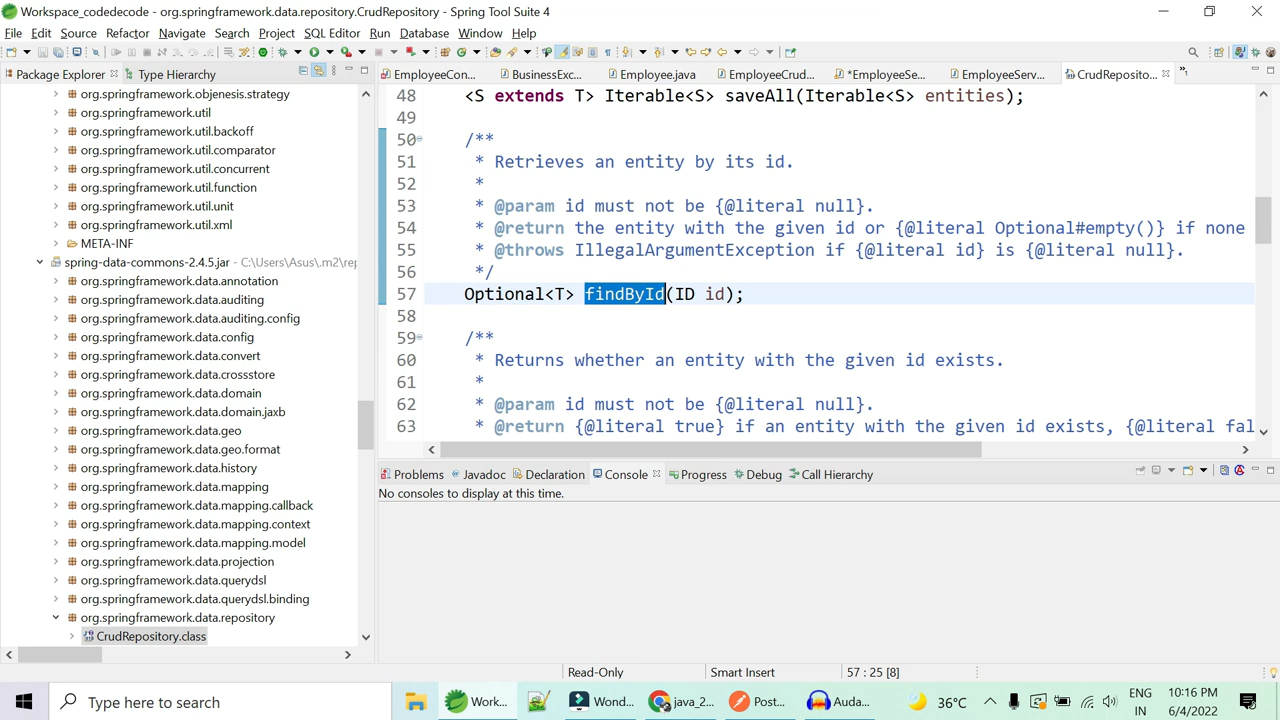 Workspace_codedecode - org.springframework.data.repository.CrudRepository - Spring Tool Suite 4
File Edit Source Refactor Navigate Search Project SQL Editor Run Database Window Help
Package Explorer Type Hierarchy
EmployeeCon... BusinessExc... Employee.java EmployeeCrud... *EmployeeSe... EmployeeServ... CrudReposito...
org.springframework.objenesis.strategy
org.springframework.util
org.springframework.util.backoff
org.springframework.util.comparator
org.springframework.util.concurrent
org.springframework.util.function
org.springframework.util.unit
org.springframework.util.xml
META-INF
spring-data-commons-2.4.5.jar - C:\Users\Asus\.m2\rep
org.springframework.data.annotation
org.springframework.data.auditing
org.springframework.data.auditing.config
org.springframework.data.config
org.springframework.data.convert
org.springframework.data.crossstore
org.springframework.data.domain
org.springframework.data.domain.jaxb
org.springframework.data.geo
org.springframework.data.geo.format
org.springframework.data.history
org.springframework.data.mapping
org.springframework.data.mapping.callback
org.springframework.data.mapping.context
org.springframework.data.mapping.model
org.springframework.data.projection
org.springframework.data.querydsl
org.springframework.data.querydsl.binding
org.springframework.data.repository
CrudRepository.class
48 <S extends T> Iterable<S> saveAll(Iterable<S> entities);
49
50 /**
51 * Retrieves an entity by its id.
52 *
53 * @param id must not be {@literal null}.
54 * @return the entity with the given id or {@literal Optional#empty()} if none
55 * @throws IllegalArgumentException if {@literal id} is {@literal null}.
56 */
57 Optional<T> findById(ID id);
58
59 /**
60 * Returns whether an entity with the given id exists.
61 *
62 * @param id must not be {@literal null}.
63 * @return {@literal true} if an entity with the given id exists, {@literal fal
Problems Javadoc Declaration Console Progress Debug Call Hierarchy
No consoles to display at this time.
Read-Only Smart Insert 57 : 25 [8]
Type here to search Work... Wond... java_2... Post... Auda... 36°C ENG IN 10:16 PM 6/4/2022